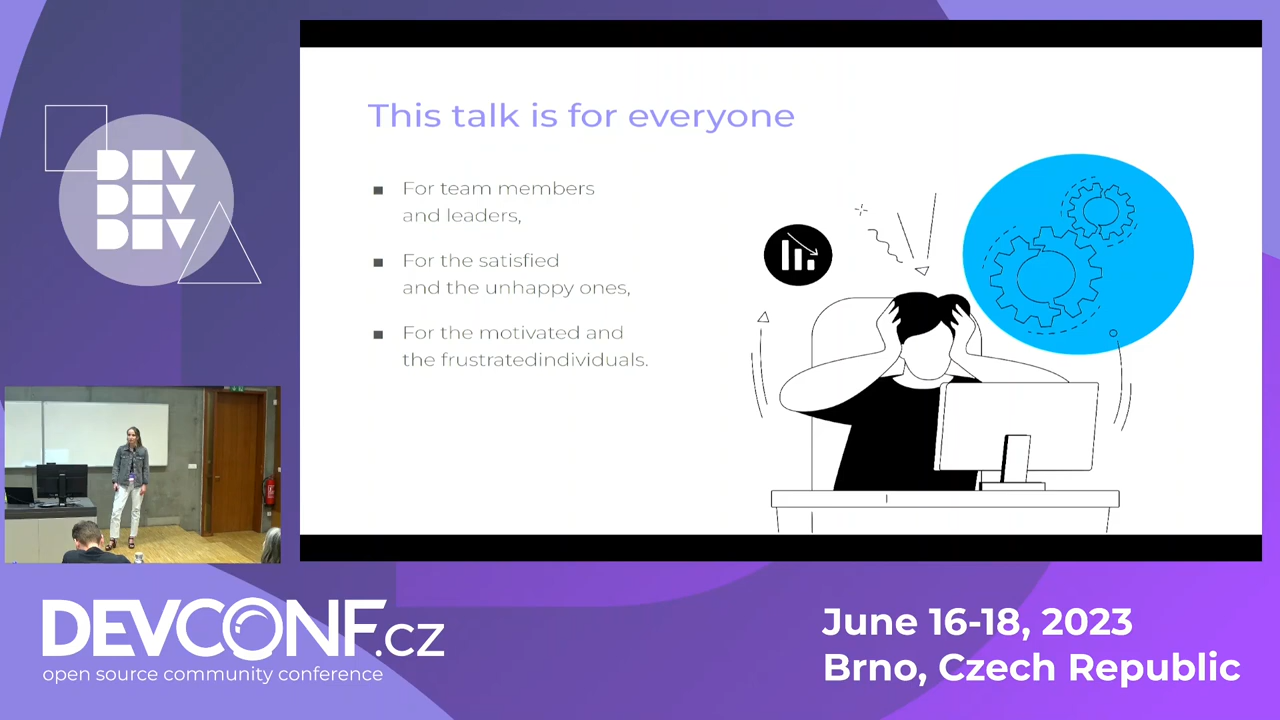 DEV
DEV
DEV
This talk is for everyone
■ For team members
and leaders,
■ For the satisfied
and the unhappy ones,
■ For the motivated and
the frustratedindividuals.
DEVCONF.cz
open source community conference
June 16-18, 2023
Brno, Czech Republic